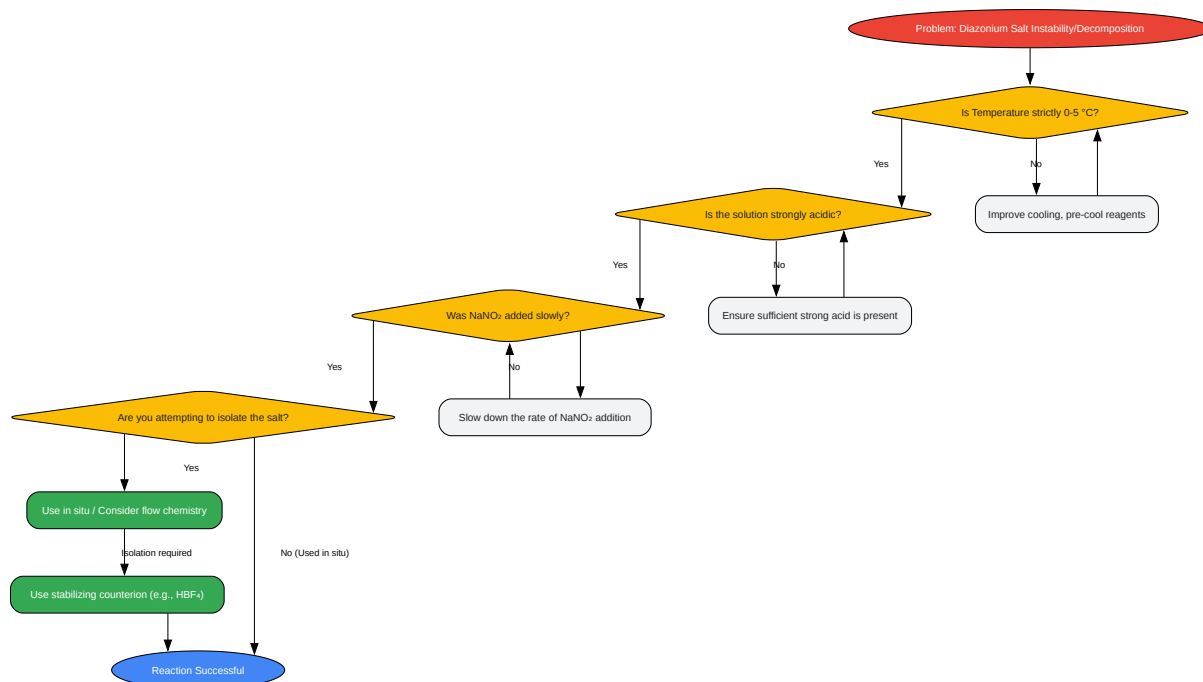 Problem: Diazonium Salt Instability/Decomposition
Is Temperature strictly 0-5 °C?
Yes
No
Is the solution strongly acidic?
Improve cooling, pre-cool reagents
Yes
No
Was NaNO₂ added slowly?
Ensure sufficient strong acid is present
Yes
No
Are you attempting to isolate the salt?
Slow down the rate of NaNO₂ addition
Yes
Use in situ / Consider flow chemistry
Isolation required
No (Used in situ)
Use stabilizing counterion (e.g., HBF₄)
Reaction Successful